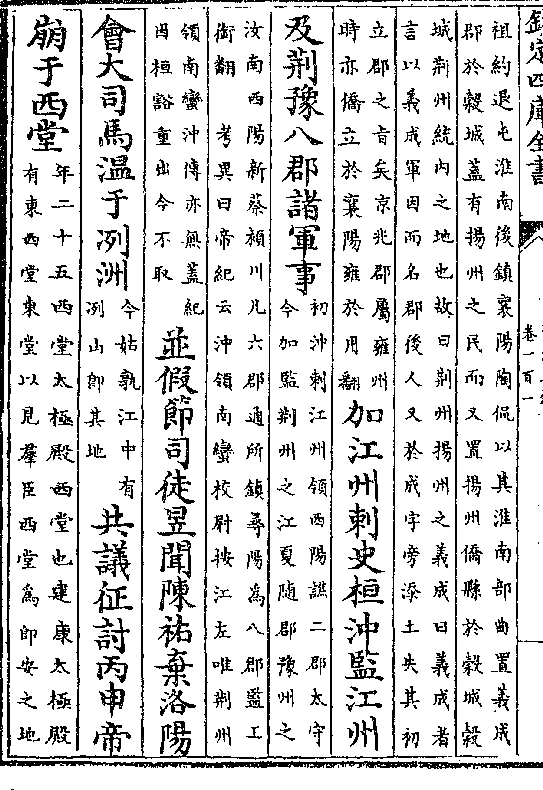 欽定四庫全書
卷一百一
祖約退屯淮南後鎮襄陽陶侃以其淮南部曲置義成
郡於穀城蓋有揚州之民而又置揚州僑縣於穀城穀
城荆州統内之地也故曰荆州揚州之義成曰義成者
言以義成軍因而名郡後人又於成字旁添土失其初
立郡之㫖矣京兆郡屬雍州
時亦僑立於襄陽雍於用翻
加江州刺史桓沖監江州
及荆豫八郡諸軍事
初沖刺江州領西陽譙二郡太守
今加監荆州之江夏隨郡豫州之
汝南西陽新蔡潁川凡六郡通所鎮尋陽為八郡監工
銜翻 考異曰帝紀云沖領南蠻校尉按江左唯荆州
領南蠻沖傳亦無蓋紀
因桓豁重出今不取
並假節司徒昱聞陳祐棄洛陽
會大司馬温于洌洲
今姑孰江中有
洌山即其地
共議征討丙申帝
崩于西堂
年二十五西堂太極殿西堂也建康太極殿
有東西堂東堂以見羣臣西堂為即安之地